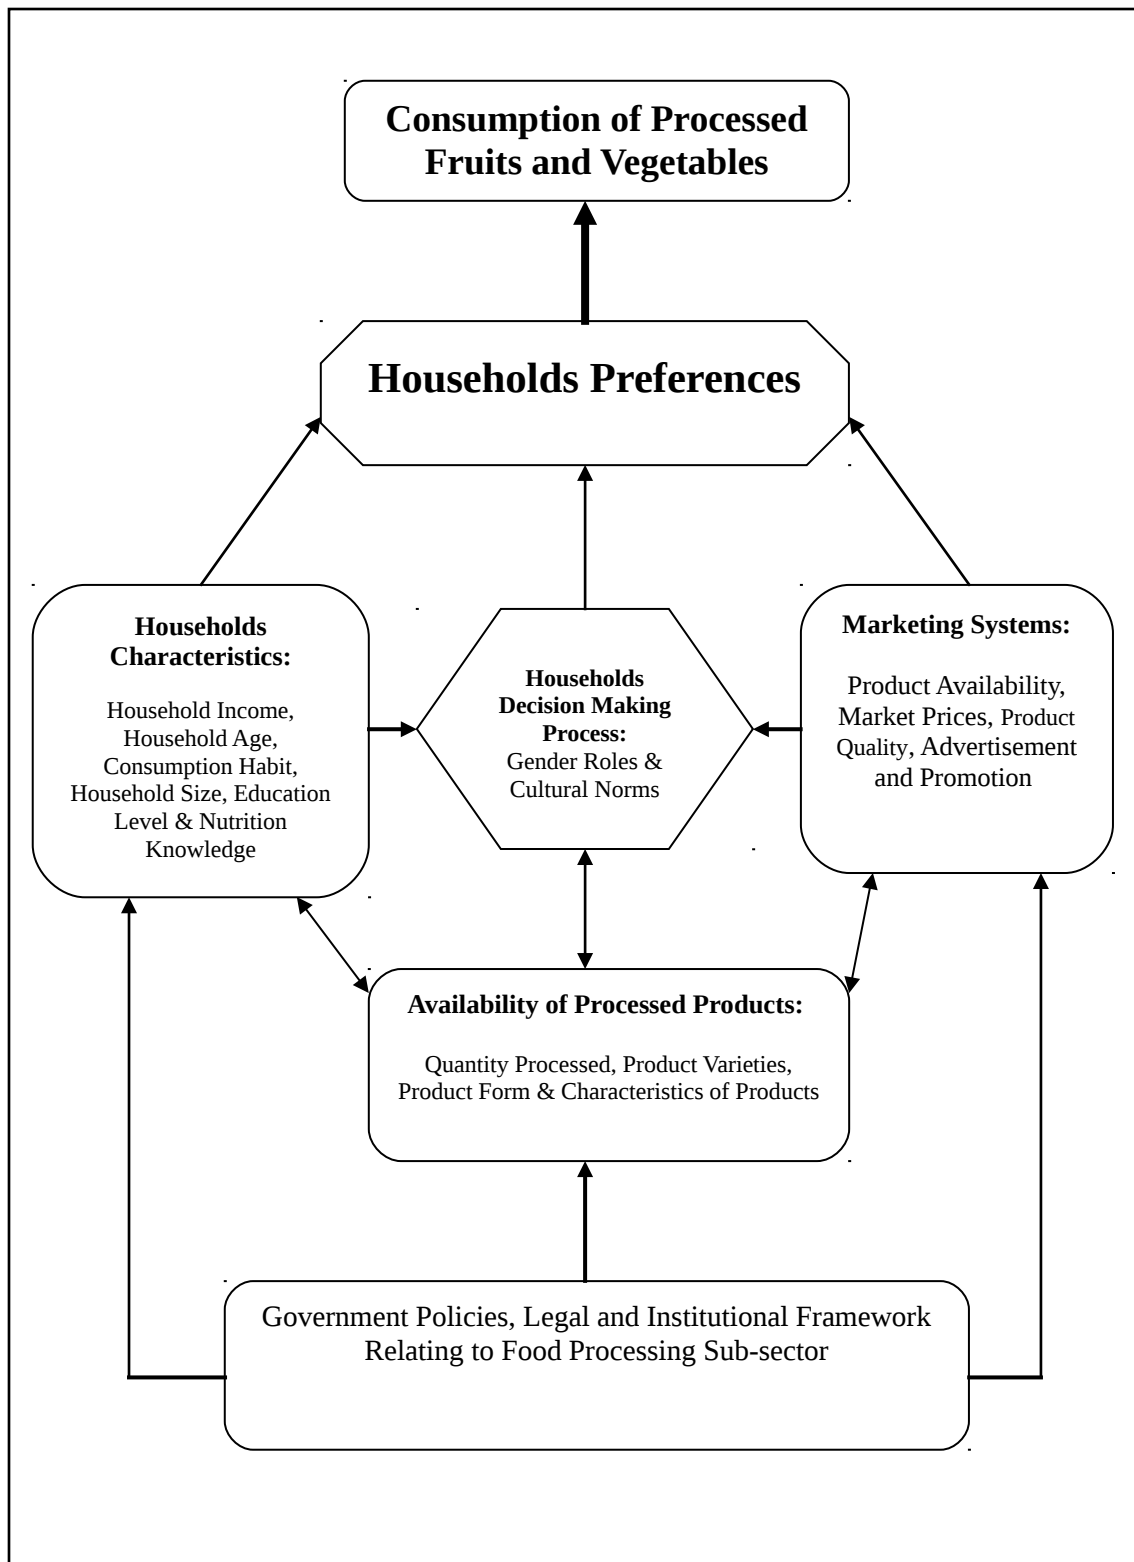 Consumption of Processed
Fruits and Vegetables
Households Preferences
Households
Characteristics:
Household Income,
Household Age,
Consumption Habit,
Household Size, Education
Level & Nutrition
Knowledge
Households
Decision Making
Process:
Gender Roles &
Cultural Norms
Marketing Systems:
Product Availability,
Market Prices, Product
Quality, Advertisement
and Promotion
Availability of Processed Products:
Quantity Processed, Product Varieties,
Product Form & Characteristics of Products
Government Policies, Legal and Institutional Framework
Relating to Food Processing Sub-sector